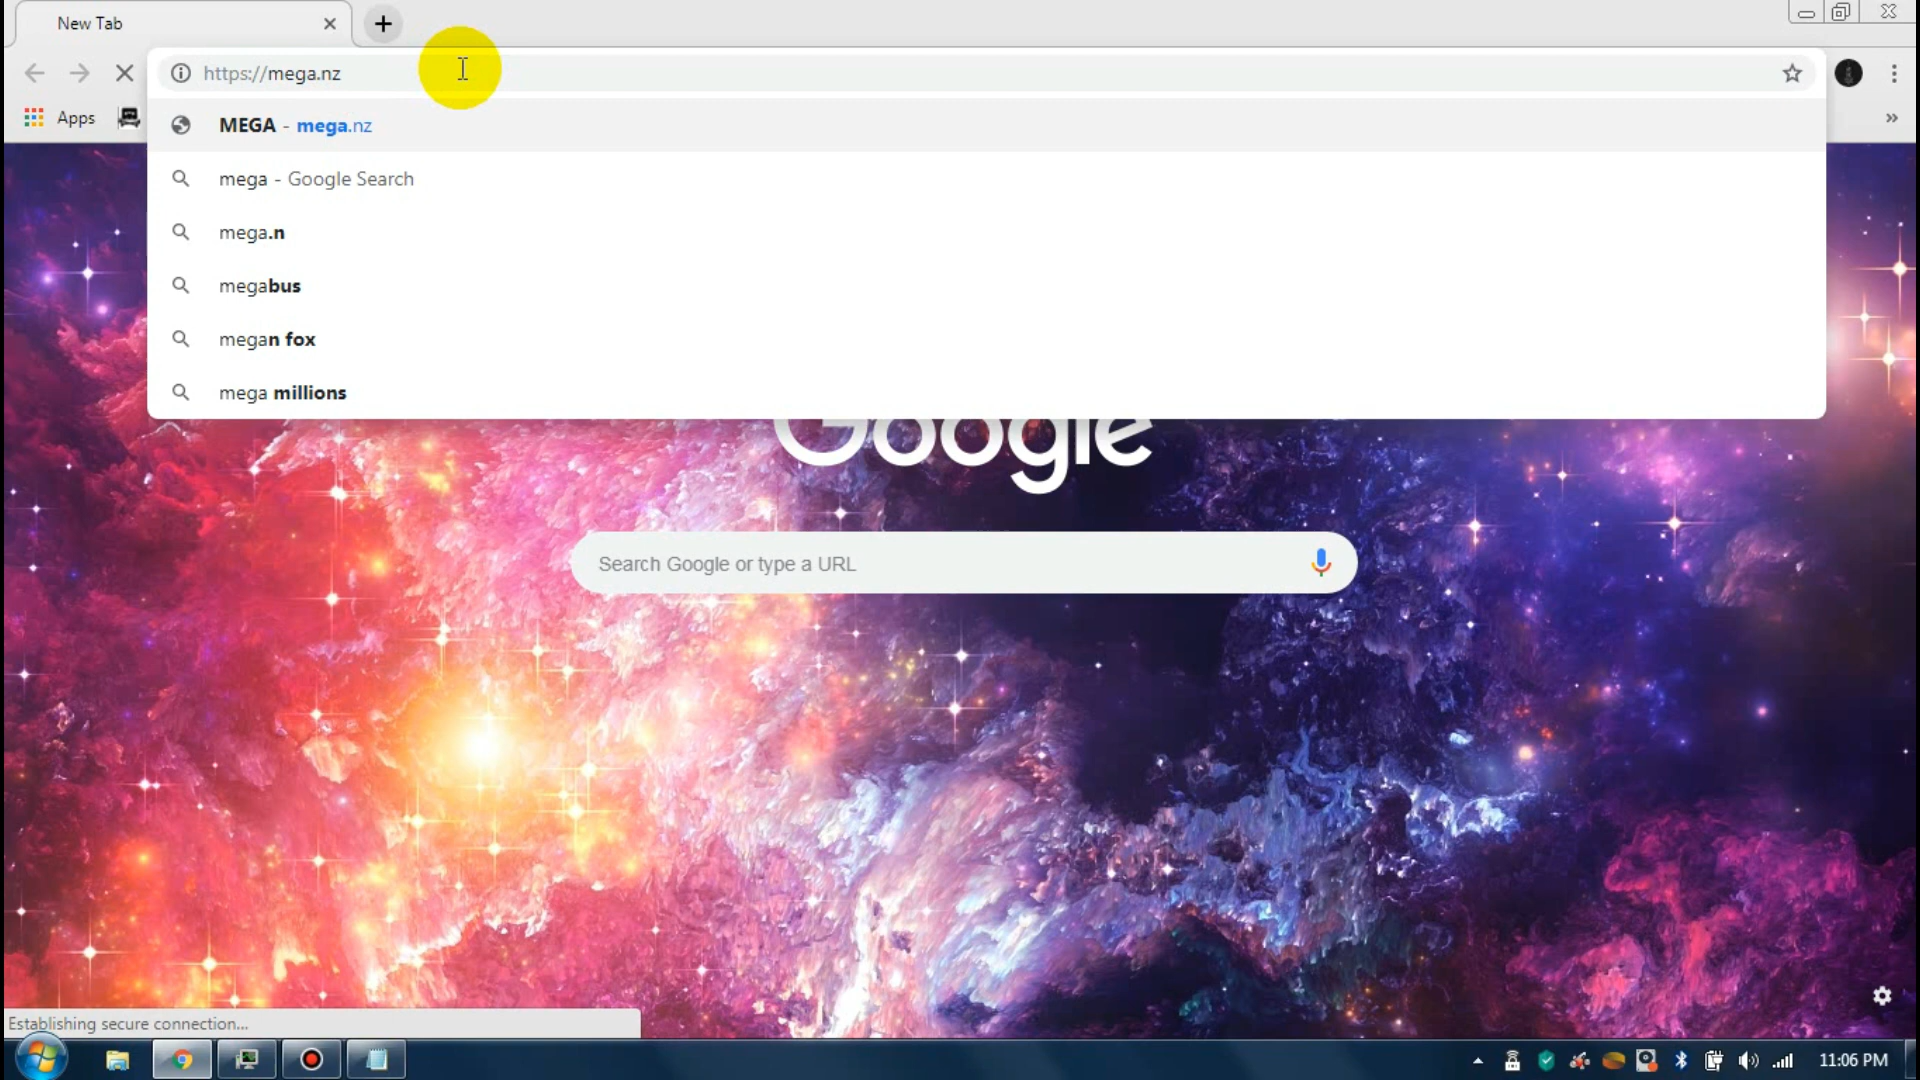 New Tab
https://mega.nz
Apps
MEGA - mega.nz
mega - Google Search
mega.n
megabus
megan fox
mega millions
Google
Search Google or type a URL
Establishing secure connection...
11:06 PM